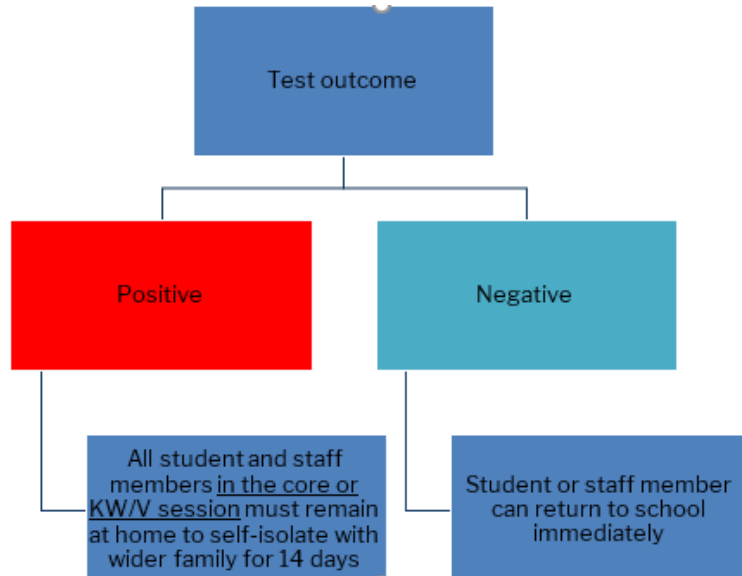 Test outcome
Positive
Negative
All student and staff
members in the core or
KW/V session must remain
at home to self-isolate with
wider family for 14 days
Student or staff member
can return to school
immediately